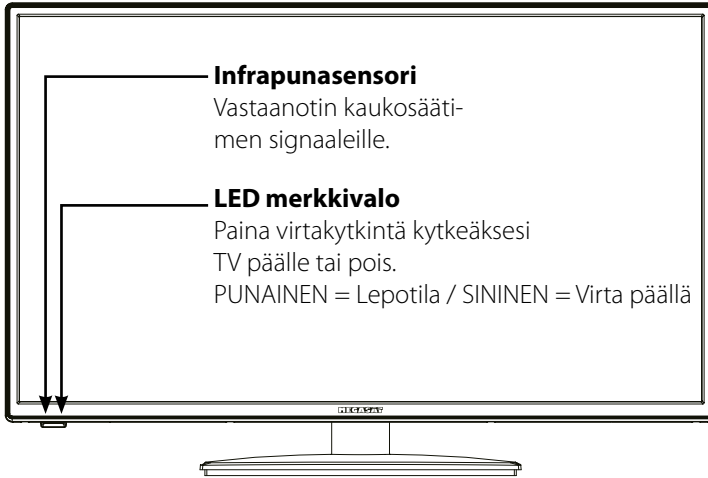 Infrapunasensori
Vastaanotin kaukosääti-
men signaaleille.
LED merkkivalo
Paina virtakytkintä kytkeäksesi
TV päälle tai pois.
PUNAINEN = Lepotila / SININEN = Virta päällä
MEGASAT